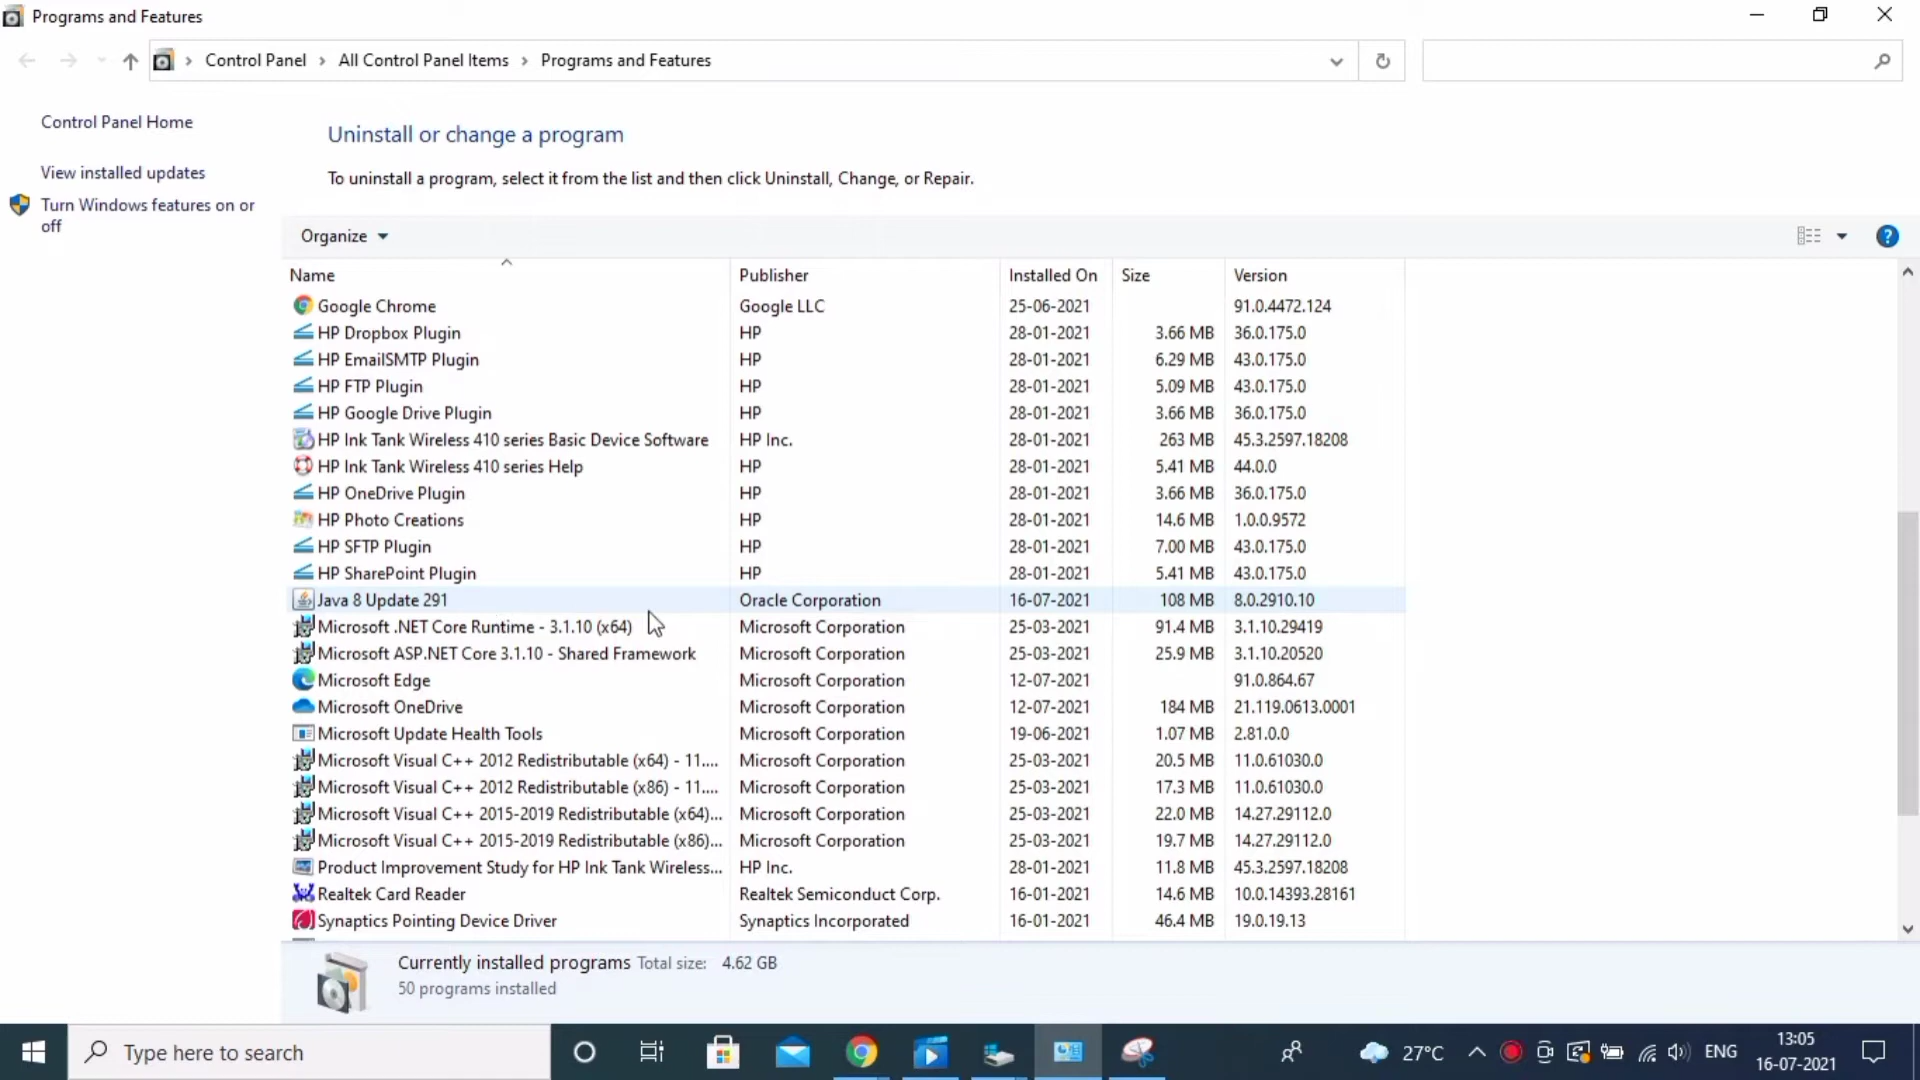 Programs and Features
Control Panel > All Control Panel Items > Programs and Features
Control Panel Home
View installed updates
Turn Windows features on or
off
Uninstall or change a program
To uninstall a program, select it from the list and then click Uninstall, Change, or Repair.
Organize
Name Publisher Installed On Size Version
Google Chrome Google LLC 25-06-2021 91.0.4472.124
HP Dropbox Plugin HP 28-01-2021 3.66 MB 36.0.175.0
HP EmailSMTP Plugin HP 28-01-2021 6.29 MB 43.0.175.0
HP FTP Plugin HP 28-01-2021 5.09 MB 43.0.175.0
HP Google Drive Plugin HP 28-01-2021 3.66 MB 36.0.175.0
HP Ink Tank Wireless 410 series Basic Device Software HP Inc. 28-01-2021 263 MB 45.3.2597.18208
HP Ink Tank Wireless 410 series Help HP 28-01-2021 5.41 MB 44.0.0
HP OneDrive Plugin HP 28-01-2021 3.66 MB 36.0.175.0
HP Photo Creations HP 28-01-2021 14.6 MB 1.0.0.9572
HP SFTP Plugin HP 28-01-2021 7.00 MB 43.0.175.0
HP SharePoint Plugin HP 28-01-2021 5.41 MB 43.0.175.0
Java 8 Update 291 Oracle Corporation 16-07-2021 108 MB 8.0.2910.10
Microsoft .NET Core Runtime - 3.1.10 (x64) Microsoft Corporation 25-03-2021 91.4 MB 3.1.10.29419
Microsoft ASP.NET Core 3.1.10 - Shared Framework Microsoft Corporation 25-03-2021 25.9 MB 3.1.10.20520
Microsoft Edge Microsoft Corporation 12-07-2021 91.0.864.67
Microsoft OneDrive Microsoft Corporation 12-07-2021 184 MB 21.119.0613.0001
Microsoft Update Health Tools Microsoft Corporation 19-06-2021 1.07 MB 2.81.0.0
Microsoft Visual C++ 2012 Redistributable (x64) - 11.... Microsoft Corporation 25-03-2021 20.5 MB 11.0.61030.0
Microsoft Visual C++ 2012 Redistributable (x86) - 11.... Microsoft Corporation 25-03-2021 17.3 MB 11.0.61030.0
Microsoft Visual C++ 2015-2019 Redistributable (x64)... Microsoft Corporation 25-03-2021 22.0 MB 14.27.29112.0
Microsoft Visual C++ 2015-2019 Redistributable (x86)... Microsoft Corporation 25-03-2021 19.7 MB 14.27.29112.0
Product Improvement Study for HP Ink Tank Wireless... HP Inc. 28-01-2021 11.8 MB 45.3.2597.18208
Realtek Card Reader Realtek Semiconduct Corp. 16-01-2021 14.6 MB 10.0.14393.28161
Synaptics Pointing Device Driver Synaptics Incorporated 16-01-2021 46.4 MB 19.0.19.13
Currently installed programs Total size: 4.62 GB
50 programs installed
Type here to search
27°C
ENG
13:05
16-07-2021